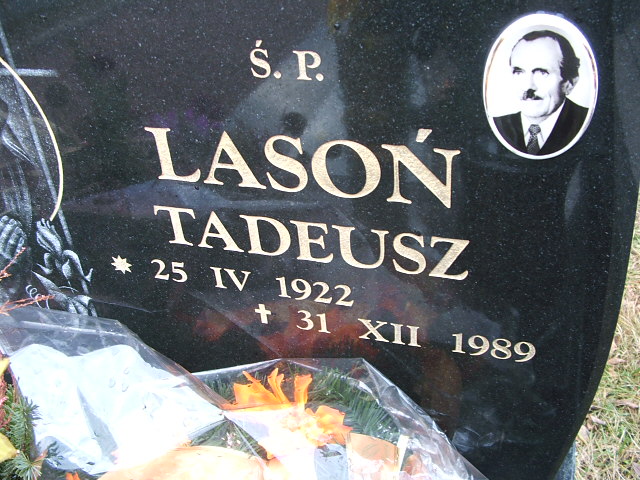 Ś. P.
LASOŃ
TADEUSZ
* 25 IV 1922
✝ 31 XII 1989